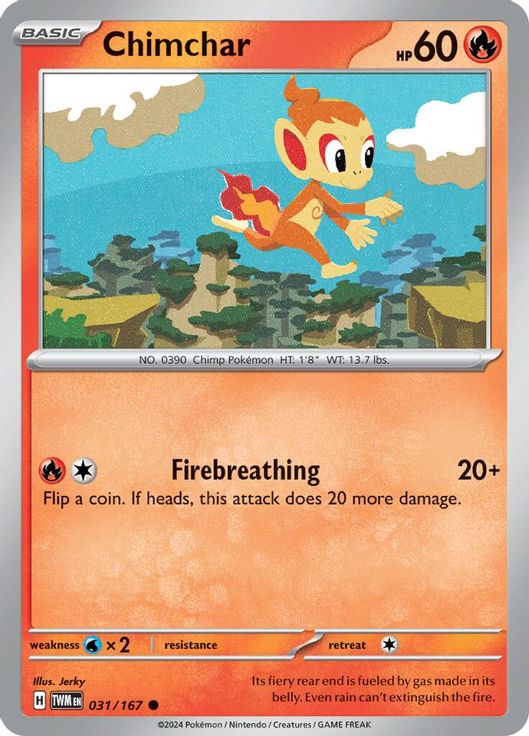 BASIC
Chimchar
HP 60
NO. 0390 Chimp Pokémon HT: 1'8" WT: 13.7 lbs.
Firebreathing 20+
Flip a coin. If heads, this attack does 20 more damage.
weakness ×2 resistance retreat
Illus. Jerky
Its fiery rear end is fueled by gas made in its
belly. Even rain can't extinguish the fire.
H TWM EN 031/167
©2024 Pokémon / Nintendo / Creatures / GAME FREAK